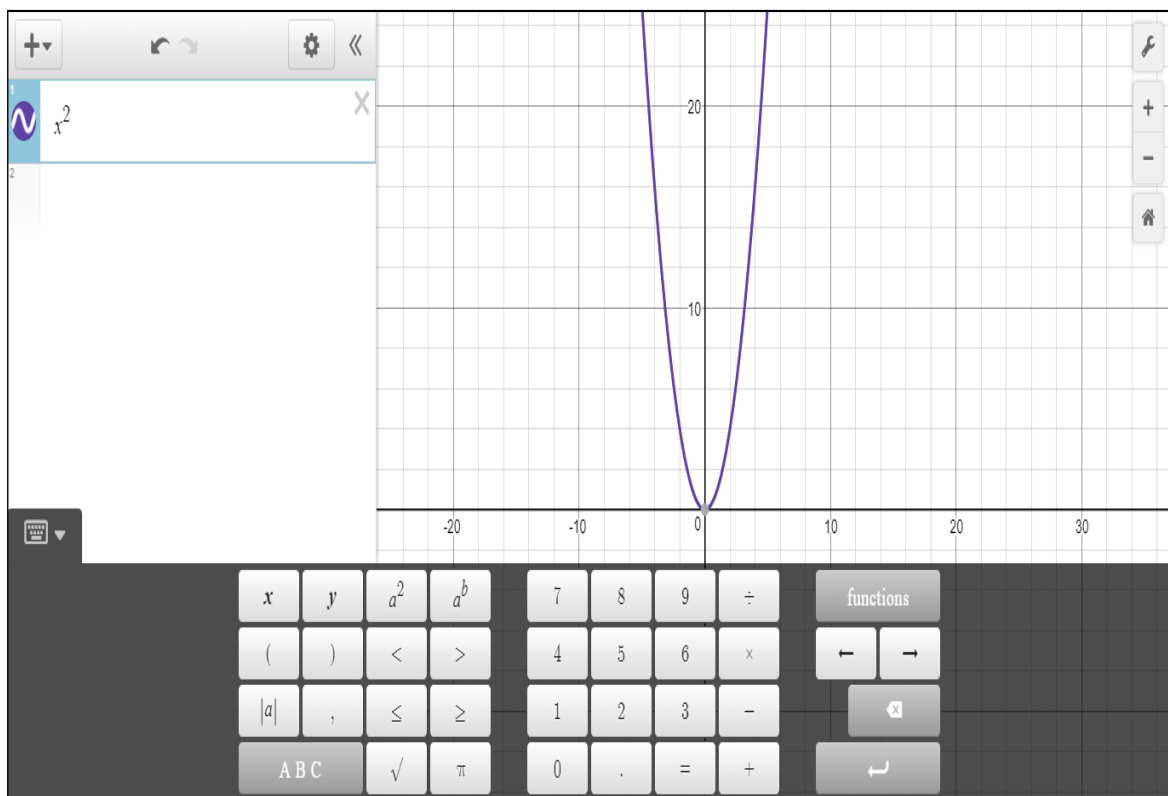 1
x²
2
20
10
-20 -10 0 10 20 30
x y a² aᵇ 7 8 9 ÷ functions
( ) < > 4 5 6 × ← →
|a| , ≤ ≥ 1 2 3 −
A B C √ π 0 . = +